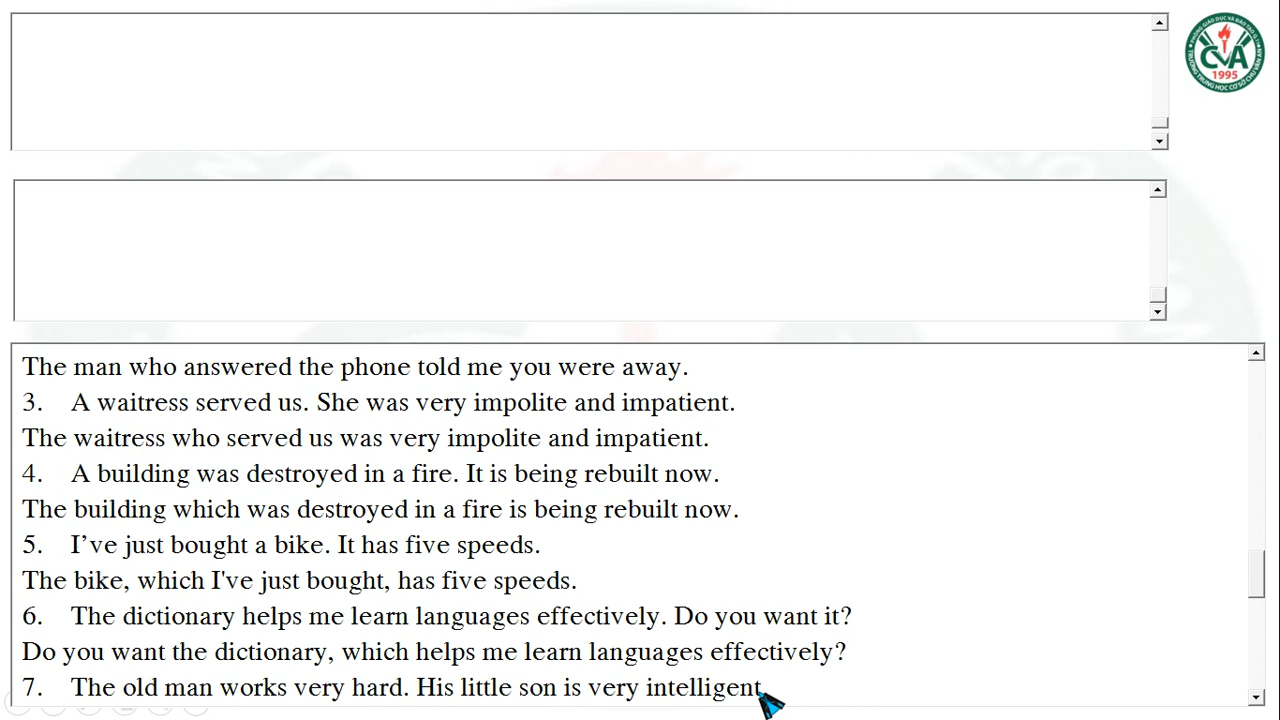 CVA
1995
The man who answered the phone told me you were away.
3. A waitress served us. She was very impolite and impatient.
The waitress who served us was very impolite and impatient.
4. A building was destroyed in a fire. It is being rebuilt now.
The building which was destroyed in a fire is being rebuilt now.
5. I’ve just bought a bike. It has five speeds.
The bike, which I've just bought, has five speeds.
6. The dictionary helps me learn languages effectively. Do you want it?
Do you want the dictionary, which helps me learn languages effectively?
7. The old man works very hard. His little son is very intelligent